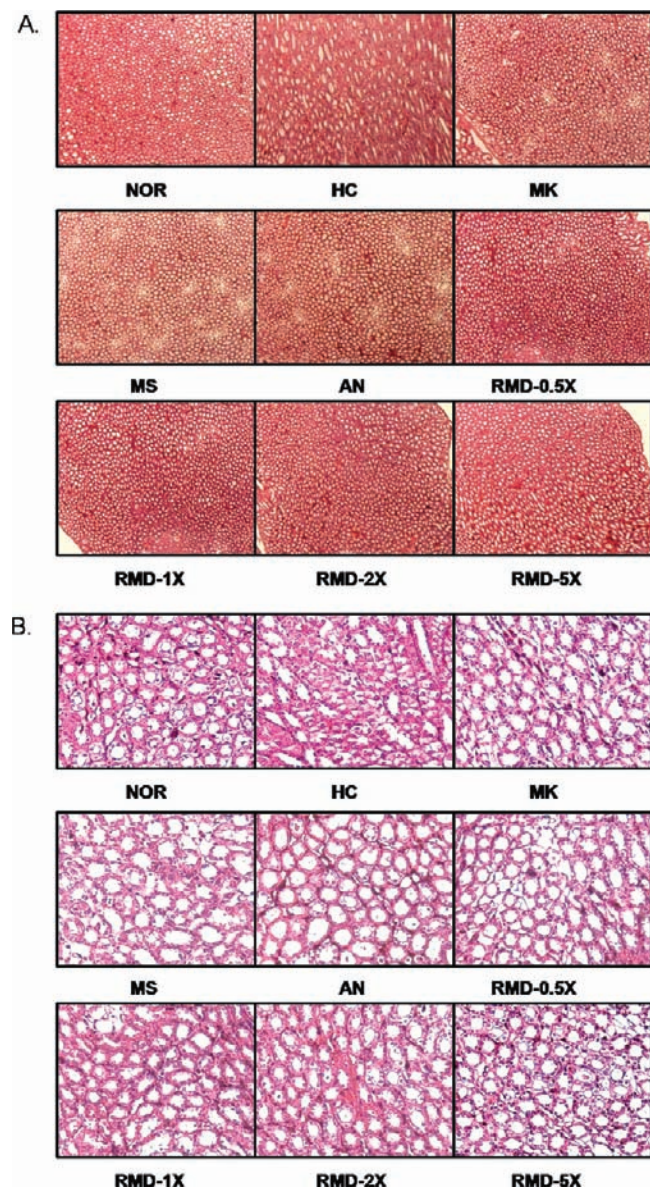 A.
NOR HC MK
MS AN RMD-0.5X
RMD-1X RMD-2X RMD-5X
B.
NOR HC MK
MS AN RMD-0.5X
RMD-1X RMD-2X RMD-5X